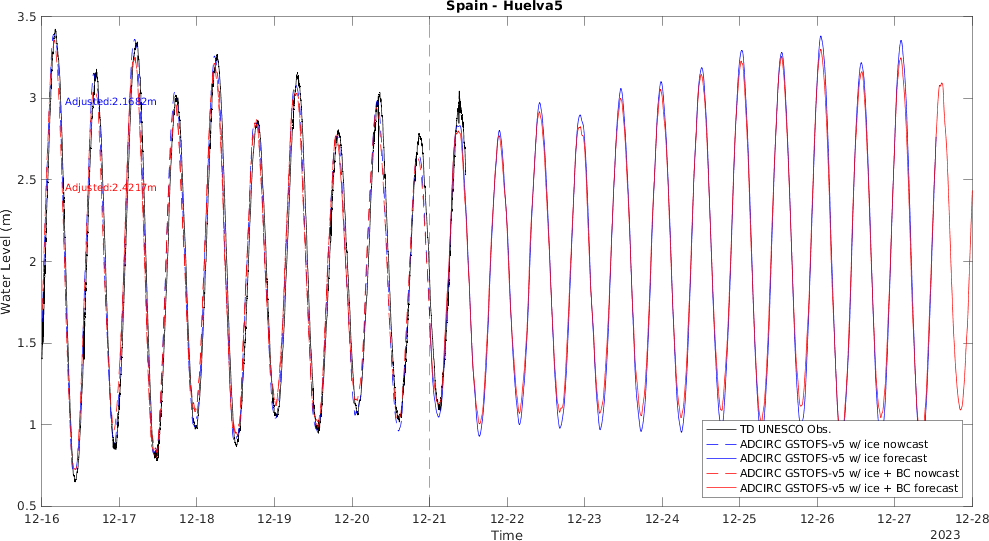 Spain - Huelva5
3.5
3
2.5
2
1.5
1
0.5
Water Level (m)
Adjusted:2.1682m
Adjusted:2.4217m
TD UNESCO Obs.
ADCIRC GSTOFS-v5 w/ ice nowcast
ADCIRC GSTOFS-v5 w/ ice forecast
ADCIRC GSTOFS-v5 w/ ice + BC nowcast
ADCIRC GSTOFS-v5 w/ ice + BC forecast
12-16 12-17 12-18 12-19 12-20 12-21 12-22 12-23 12-24 12-25 12-26 12-27 12-28
Time
2023